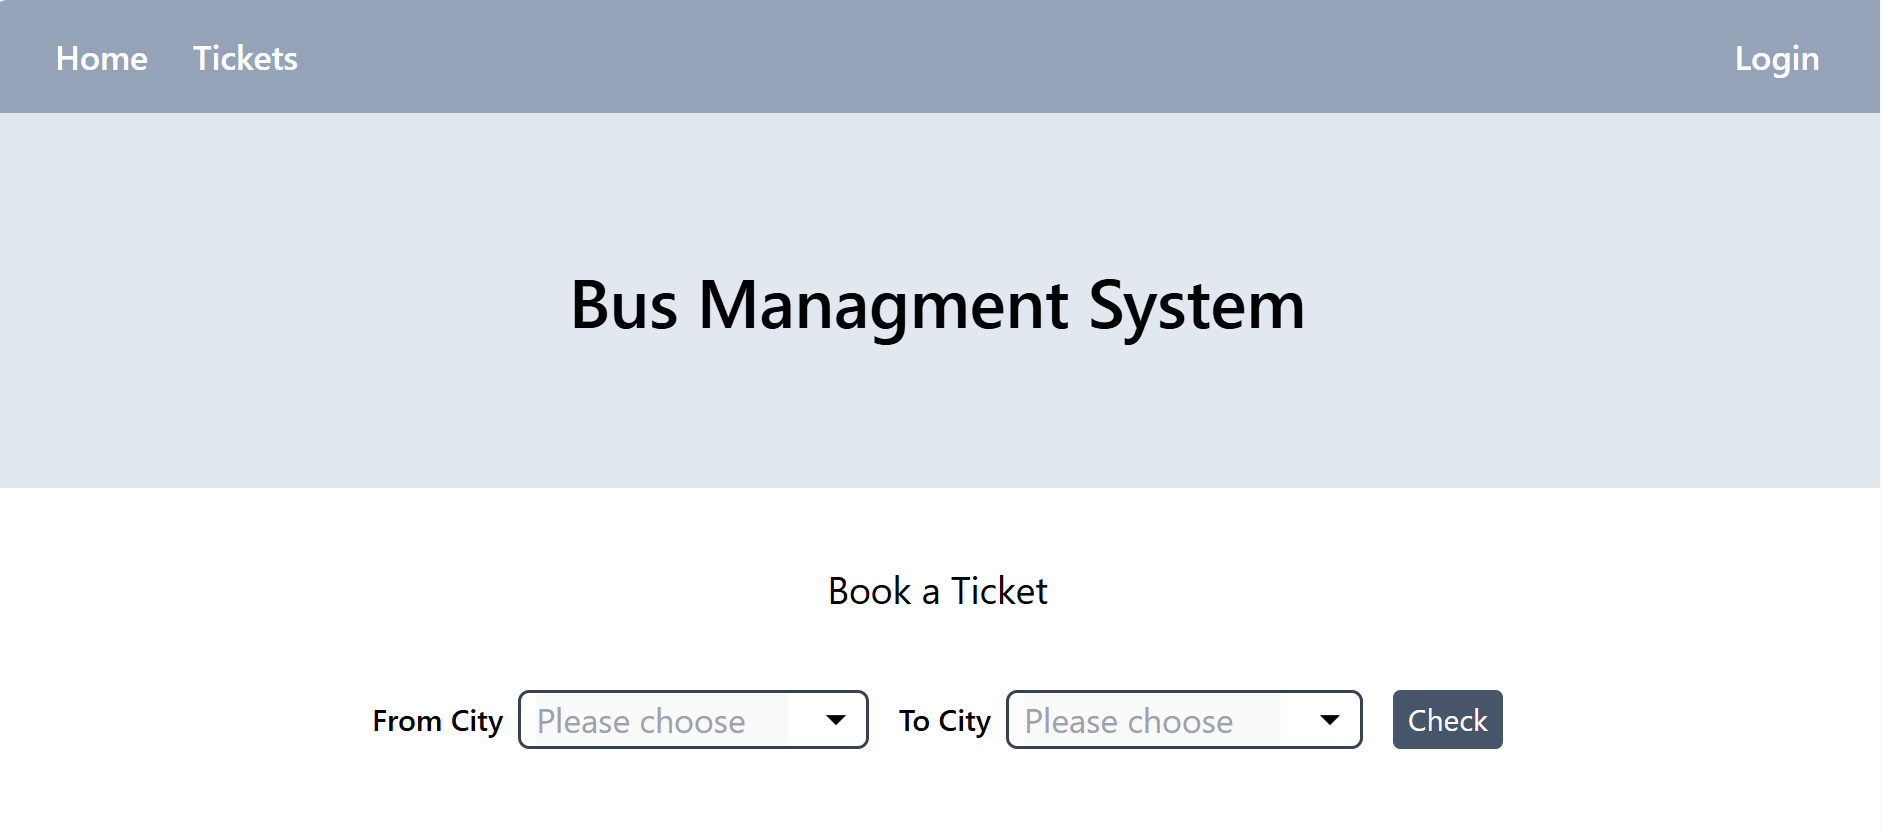 Home Tickets Login
Bus Managment System
Book a Ticket
From City Please choose To City Please choose Check